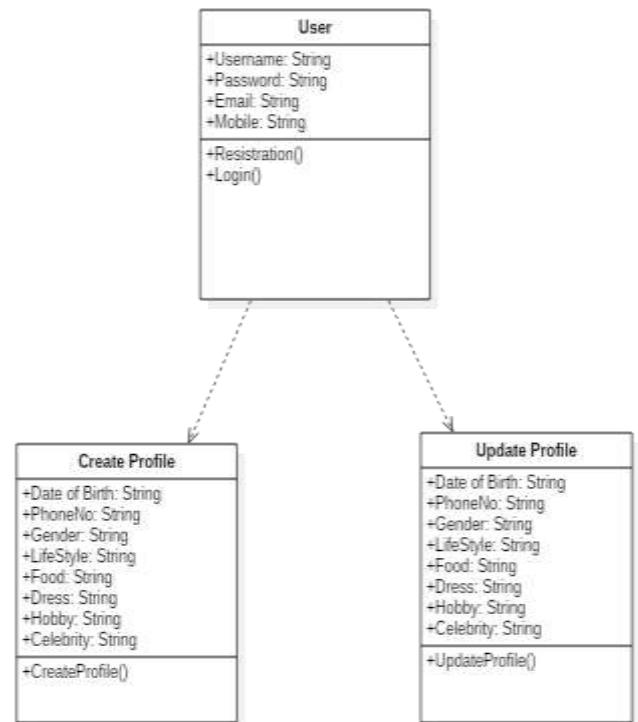 User
+Username: String
+Password: String
+Email: String
+Mobile: String
+Resistration()
+Login()
Create Profile
+Date of Birth: String
+PhoneNo: String
+Gender: String
+LifeStyle: String
+Food: String
+Dress: String
+Hobby: String
+Celebrity: String
+CreateProfile()
Update Profile
+Date of Birth: String
+PhoneNo: String
+Gender: String
+LifeStyle: String
+Food: String
+Dress: String
+Hobby: String
+Celebrity: String
+UpdateProfile()